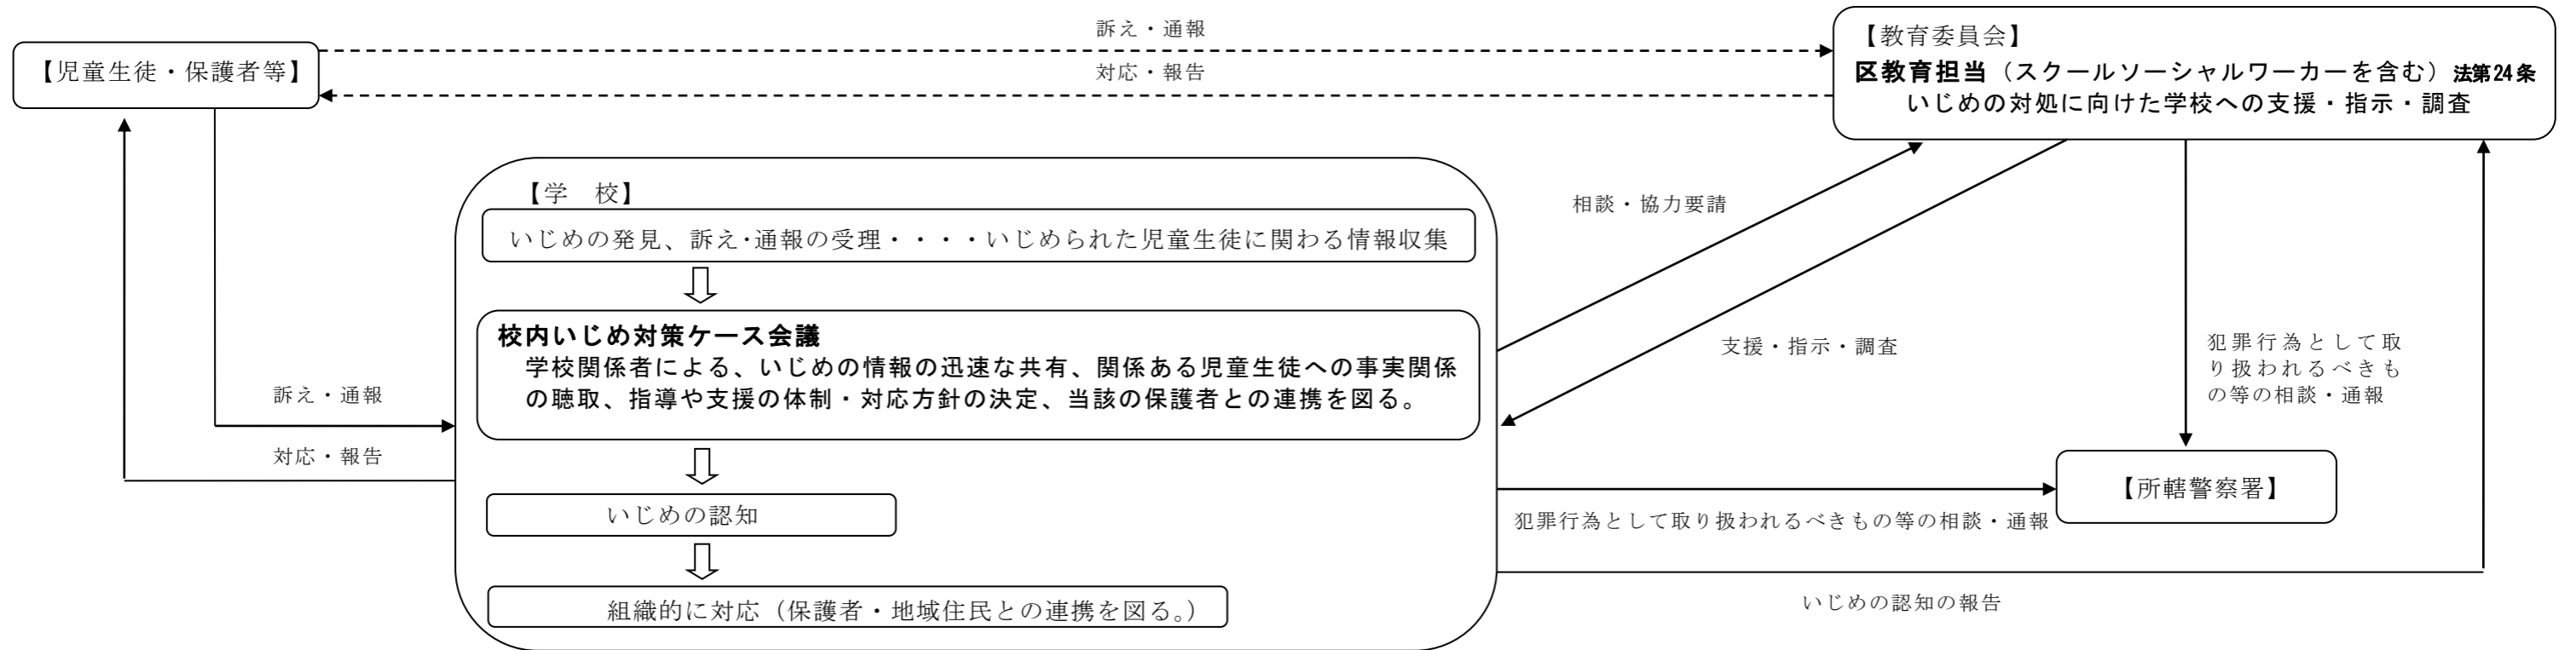 訴え・通報
対応・報告
【児童生徒・保護者等】
【教育委員会】
区教育担当（スクールソーシャルワーカーを含む）法第24条
いじめの対処に向けた学校への支援・指示・調査
【学　校】
いじめの発見、訴え・通報の受理・・・・いじめられた児童生徒に関わる情報収集
校内いじめ対策ケース会議
学校関係者による、いじめの情報の迅速な共有、関係ある児童生徒への事実関係
の聴取、指導や支援の体制・対応方針の決定、当該の保護者との連携を図る。
いじめの認知
組織的に対応（保護者・地域住民との連携を図る。）
訴え・通報
対応・報告
相談・協力要請
支援・指示・調査
犯罪行為として取
り扱われるべきも
の等の相談・通報
【所轄警察署】
犯罪行為として取り扱われるべきもの等の相談・通報
いじめの認知の報告